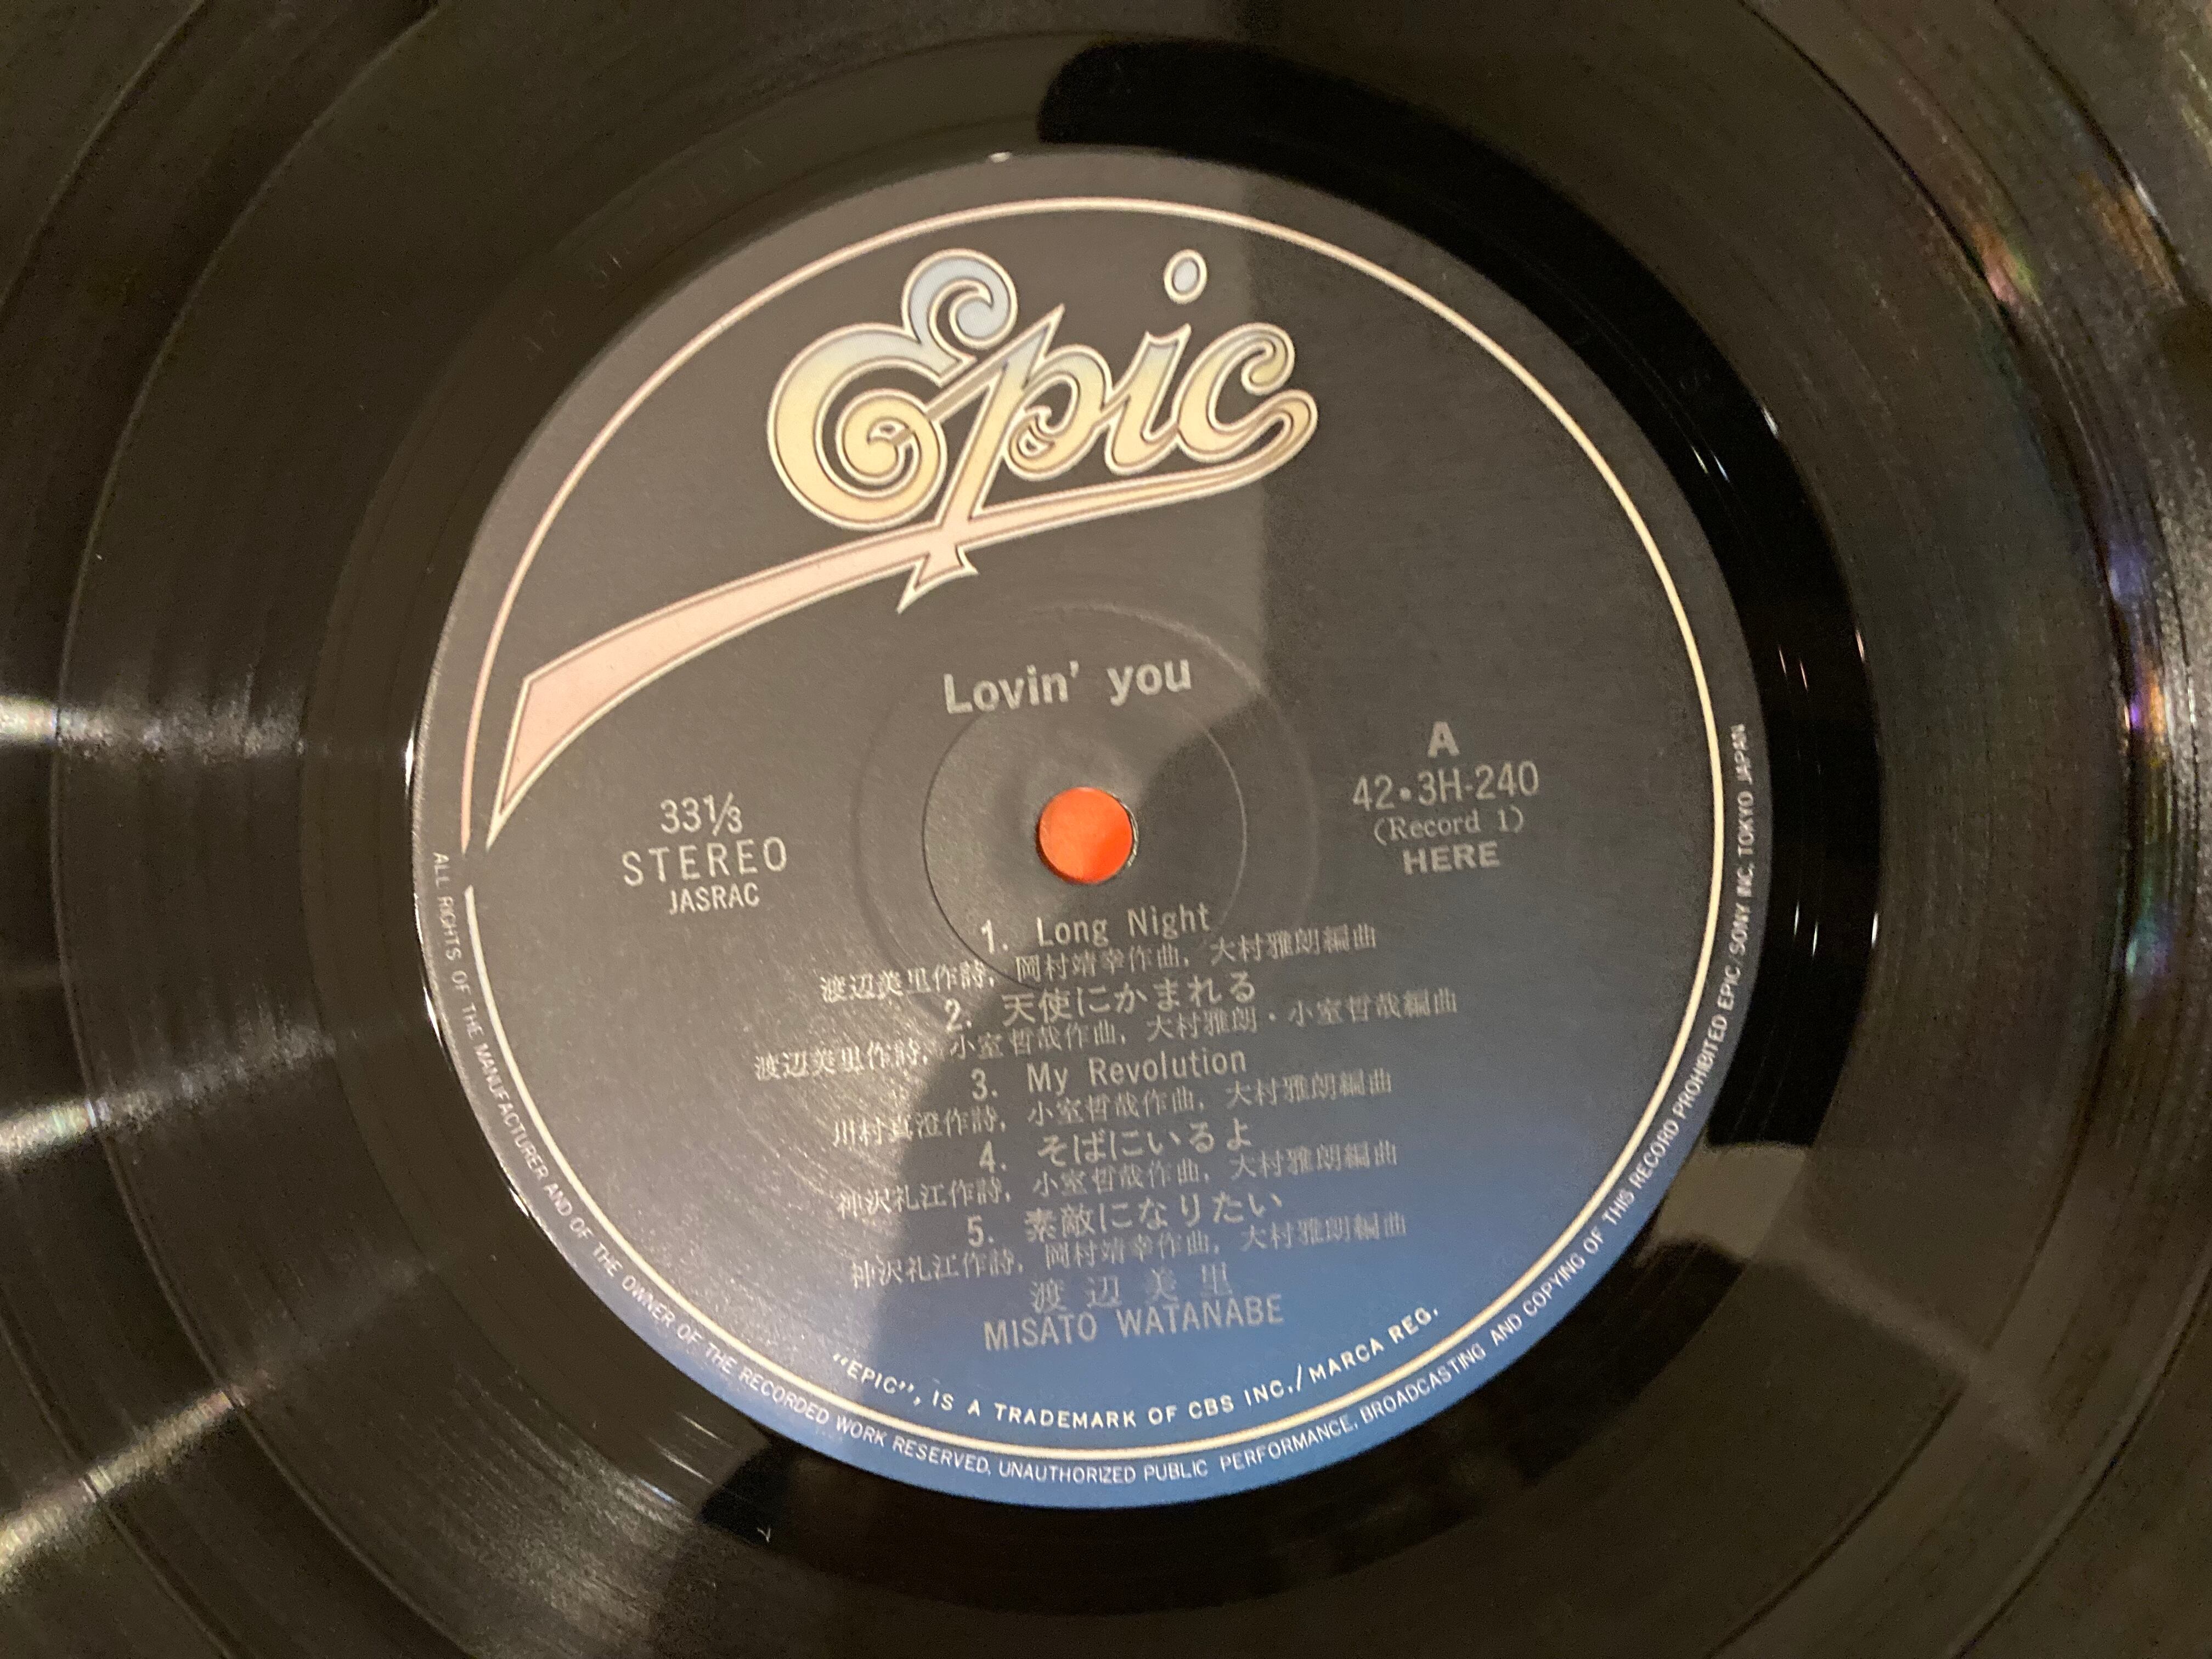 Epic
Lovin' you
33⅓
STEREO
JASRAC
A
42・3H-240
(Record 1)
HERE
1. Long Night
渡辺美里作詩, 岡村靖幸作曲, 大村雅朗編曲
2. 天使にかまれる
渡辺美里作詩, 小室哲哉作曲, 大村雅朗・小室哲哉編曲
3. My Revolution
川村真澄作詩, 小室哲哉作曲, 大村雅朗編曲
4. そばにいるよ
神沢礼江作詩, 小室哲哉作曲, 大村雅朗編曲
5. 素敵になりたい
神沢礼江作詩, 岡村靖幸作曲, 大村雅朗編曲
渡辺美里
MISATO WATANABE
"EPIC", IS A TRADEMARK OF CBS INC./MARCA REG.
ALL RIGHTS OF THE MANUFACTURER AND OF THE OWNER OF THE RECORDED WORK RESERVED, UNAUTHORIZED PUBLIC PERFORMANCE, BROADCASTING AND COPYING OF THIS RECORD PROHIBITED EPIC/SONY INC. TOKYO JAPAN